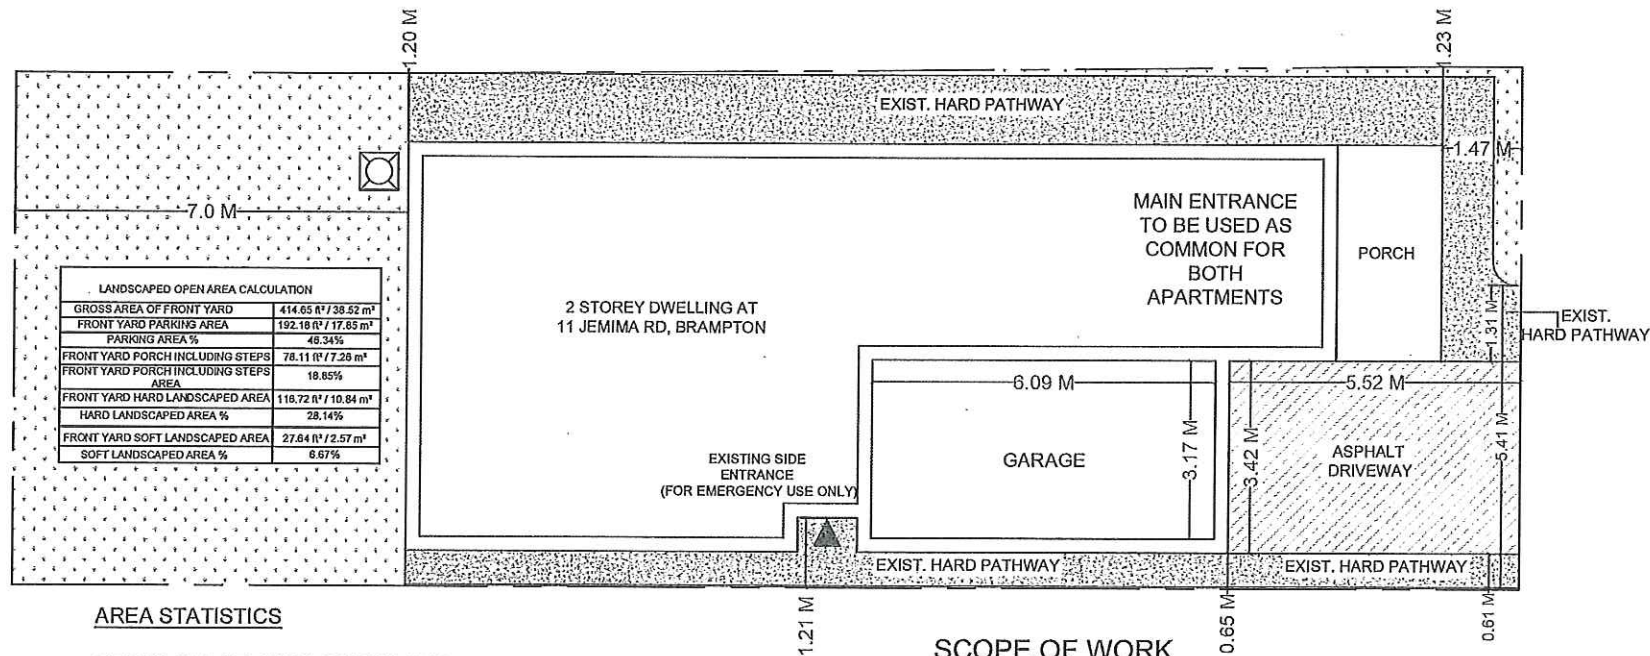 1.20 M
1.23 M
EXIST. HARD PATHWAY
1.47 M
7.0 M
MAIN ENTRANCE
TO BE USED AS
COMMON FOR
BOTH
APARTMENTS
PORCH
LANDSCAPED OPEN AREA CALCULATION
GROSS AREA OF FRONT YARD 414.65 ft² / 38.52 m²
FRONT YARD PARKING AREA 192.18 ft² / 17.85 m²
PARKING AREA % 46.34%
FRONT YARD PORCH INCLUDING STEPS 78.11 ft² / 7.26 m²
FRONT YARD PORCH INCLUDING STEPS
AREA 18.85%
FRONT YARD HARD LANDSCAPED AREA 116.72 ft² / 10.84 m²
HARD LANDSCAPED AREA % 28.14%
FRONT YARD SOFT LANDSCAPED AREA 27.64 ft² / 2.57 m²
SOFT LANDSCAPED AREA % 6.67%
2 STOREY DWELLING AT
11 JEMIMA RD, BRAMPTON
1.31 M
EXIST.
HARD PATHWAY
6.09 M
5.52 M
3.17 M
3.42 M
5.41 M
GARAGE
ASPHALT
DRIVEWAY
EXISTING SIDE
ENTRANCE
(FOR EMERGENCY USE ONLY)
EXIST. HARD PATHWAY
EXIST. HARD PATHWAY
AREA STATISTICS
1.21 M
0.65 M
0.61 M
SCOPE OF WORK